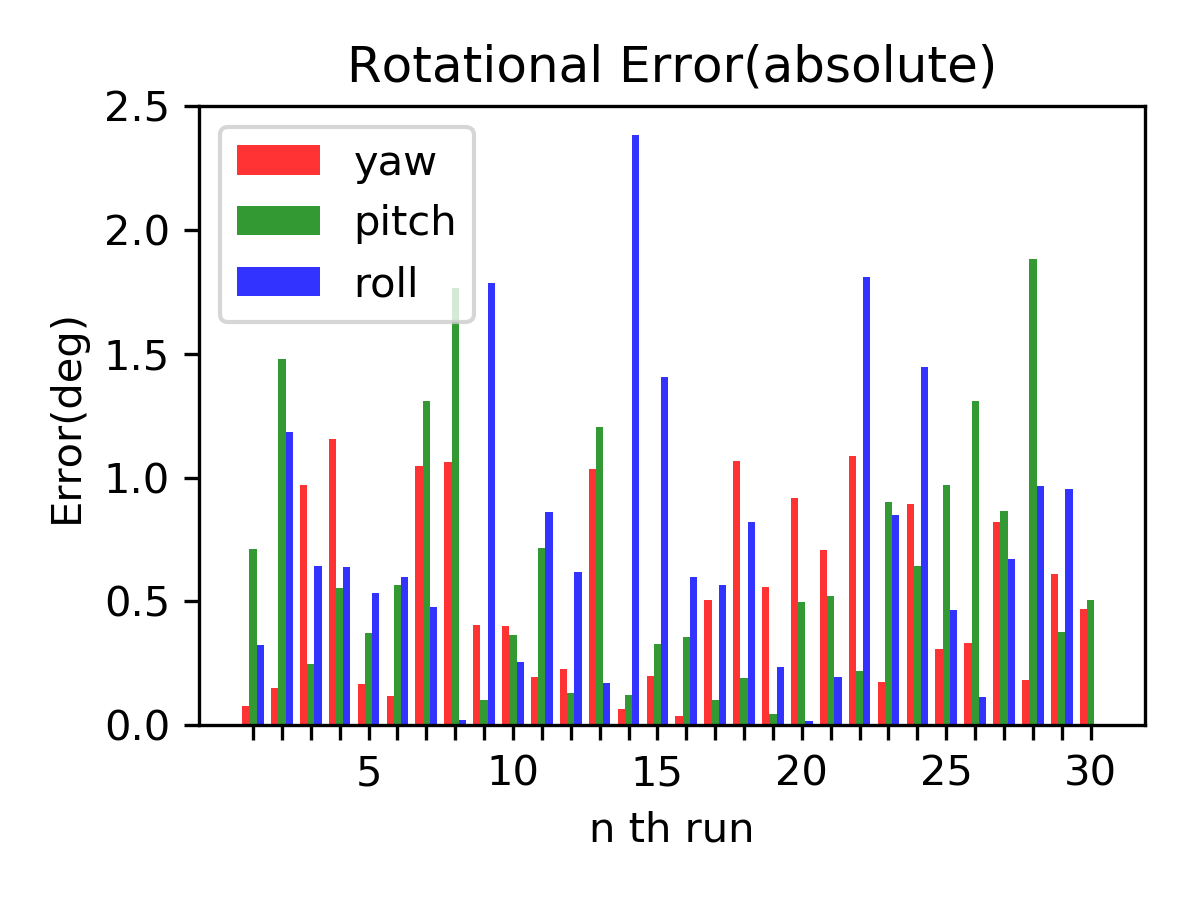 Rotational Error(absolute)
2.5
2.0
1.5
1.0
0.5
0.0
Error(deg)
yaw
pitch
roll
5 10 15 20 25 30
n th run